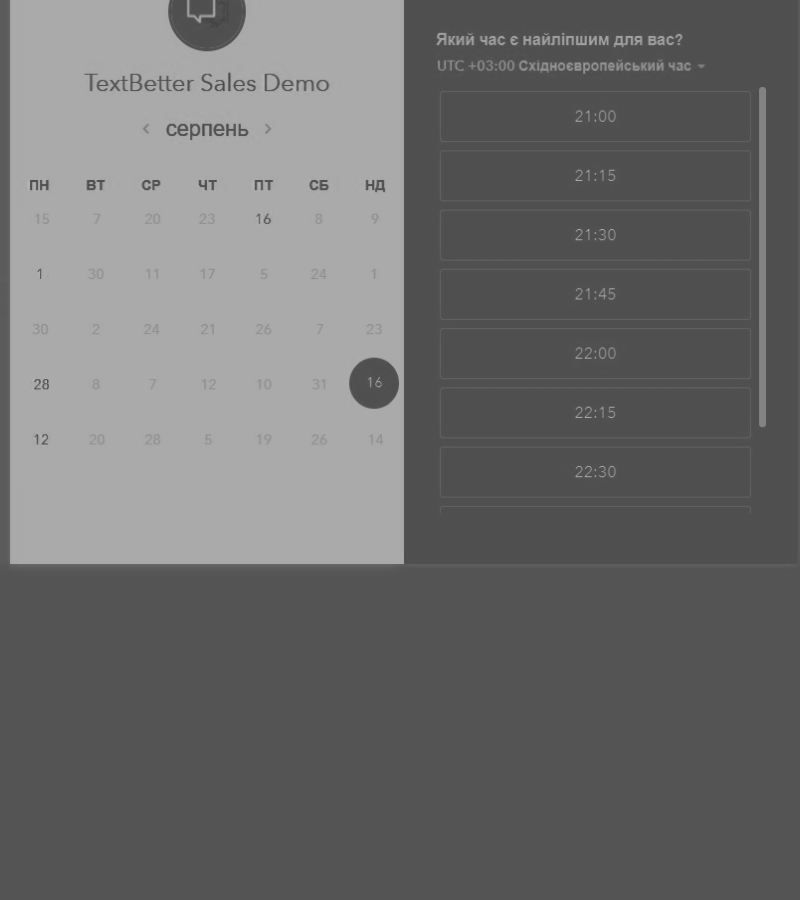 TextBetter Sales Demo
серпень
ПН ВТ СР ЧТ ПТ СБ НД
15 7 20 23 16 8 9
1 30 11 17 5 24 1
30 2 24 21 26 7 23
28 8 7 12 10 31 16
12 20 28 5 19 26 14
Який час є найліпшим для вас?
UTC +03:00 Східноєвропейський час
21:00
21:15
21:30
21:45
22:00
22:15
22:30